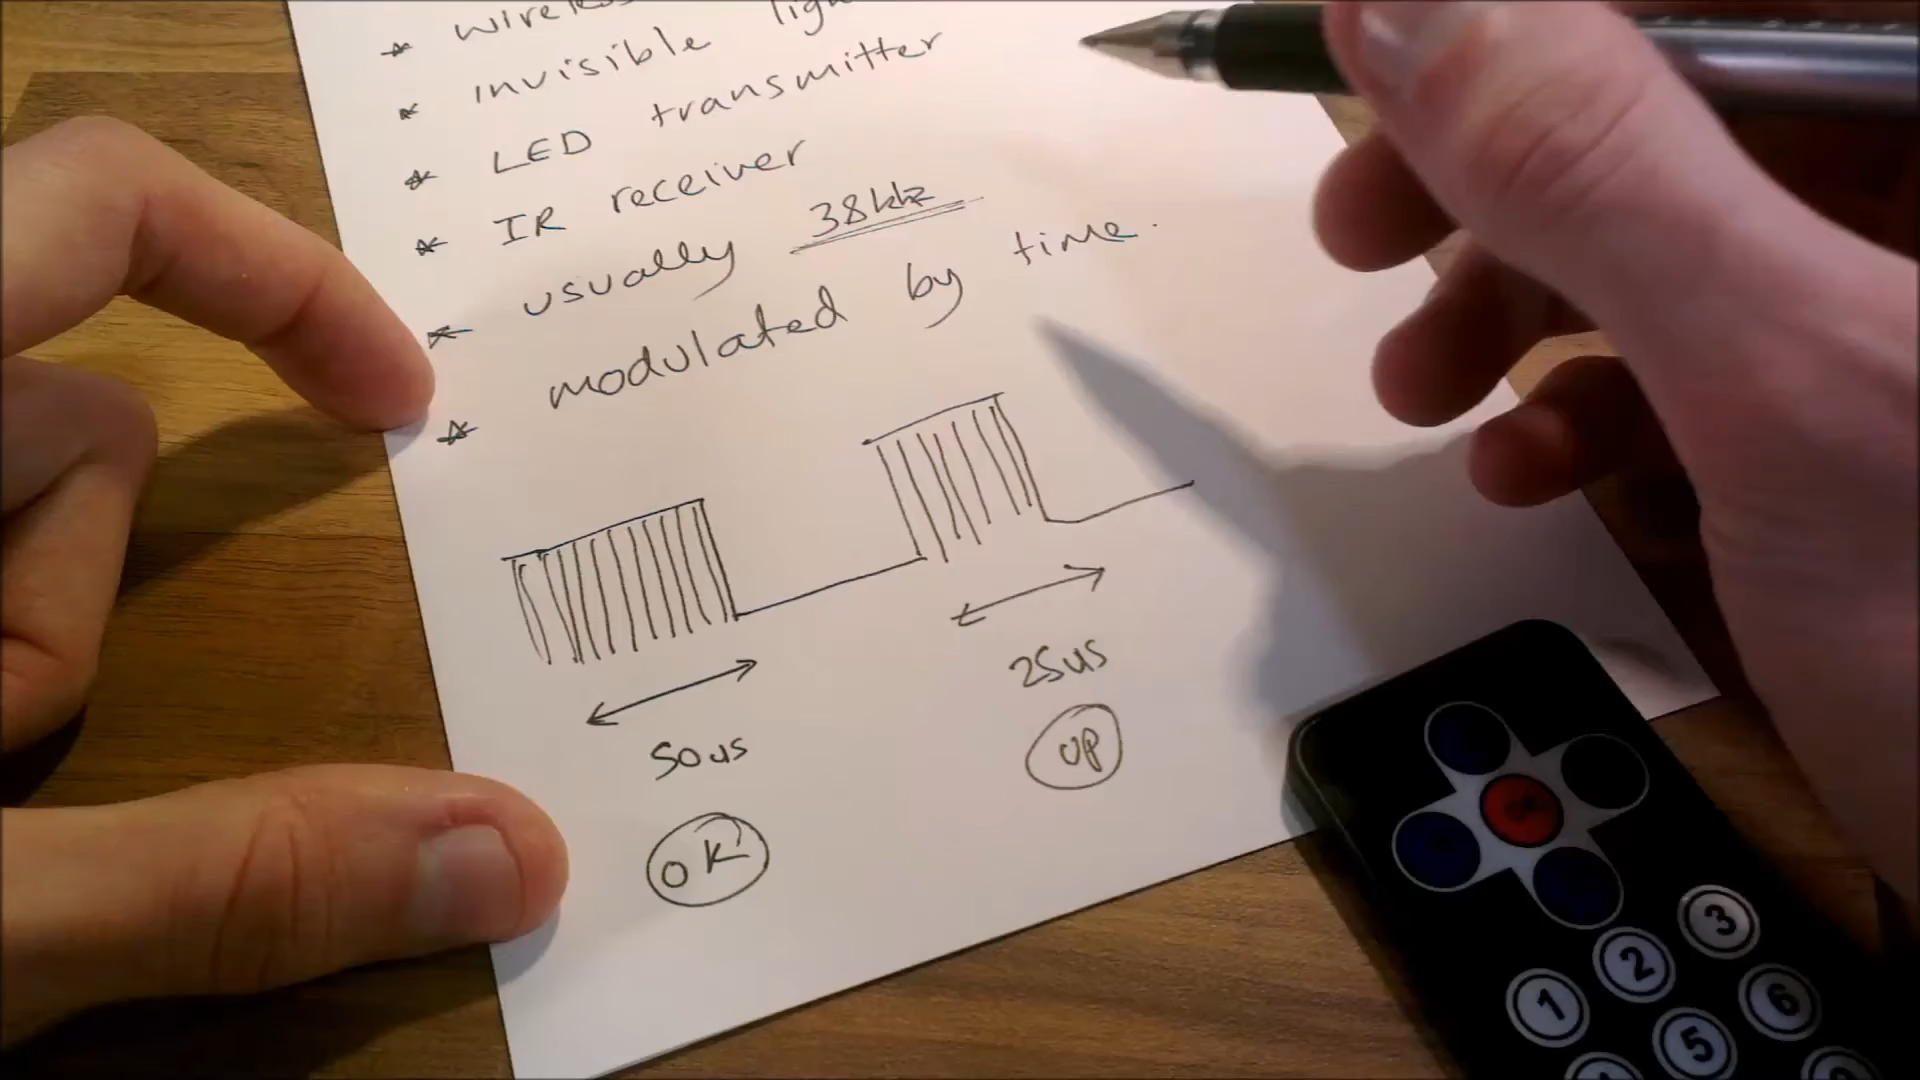 invisible
LED transmitter
IR receiver
usually 38khz
modulated by time.
50us
25us
OK
UP
OK
1
2
3
5
6